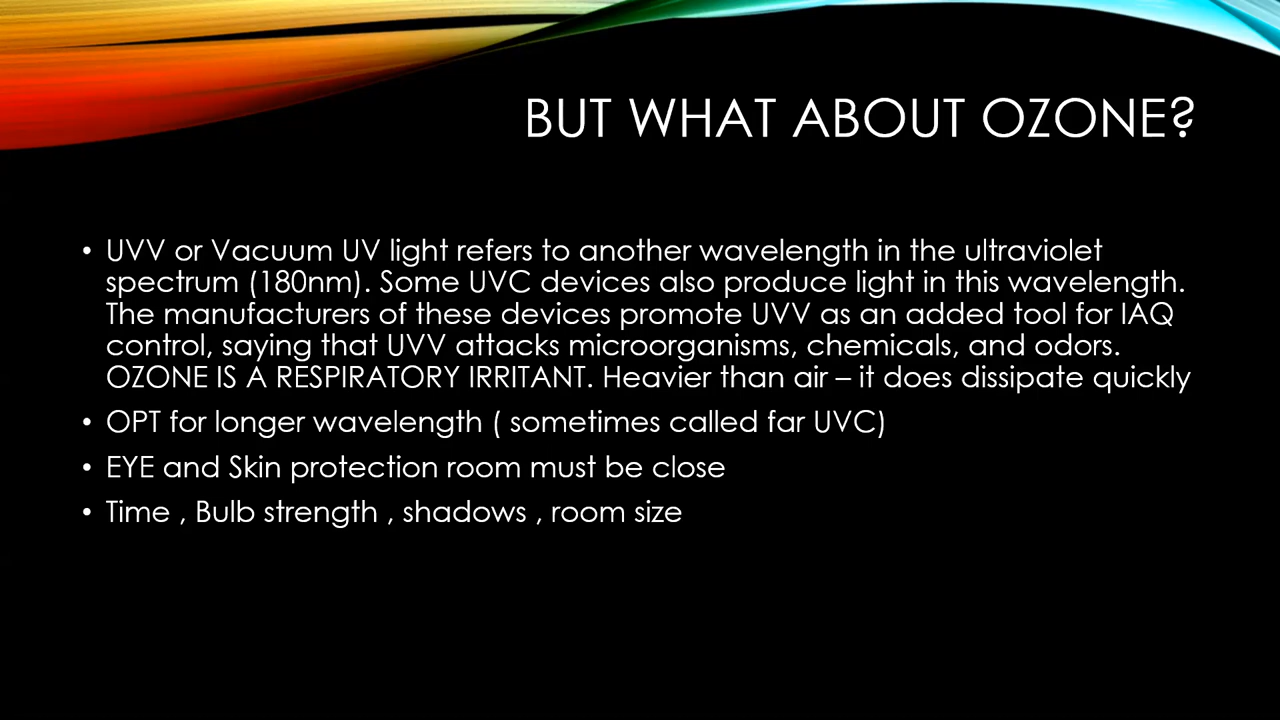 BUT WHAT ABOUT OZONE?
• UVV or Vacuum UV light refers to another wavelength in the ultraviolet
spectrum (180nm). Some UVC devices also produce light in this wavelength.
The manufacturers of these devices promote UVV as an added tool for IAQ
control, saying that UVV attacks microorganisms, chemicals, and odors.
OZONE IS A RESPIRATORY IRRITANT. Heavier than air – it does dissipate quickly
• OPT for longer wavelength ( sometimes called far UVC)
• EYE and Skin protection room must be close
• Time , Bulb strength , shadows , room size